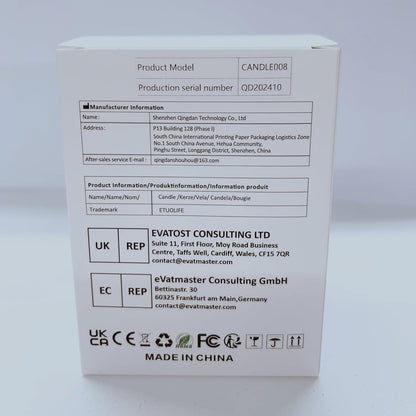 Product Model CANDLE008
Production serial number QD202410
Manufacturer Information
Name: Shenzhen Qingdan Technology Co., Ltd
Address: P13 Building 128 (Phase I)
South China International Printing Paper Packaging Logistics Zone
No.1 South China Avenue, Hehua Community,
Pinghu Street, Longgang District, Shenzhen, China
After-sales service E-mail: qingdanshouhou@163.com
Product Information/Produktinformation/Information produit
Name/Name/Nom/ Candle /Kerze/Vela/ Candela/Bougie
Trademark ETUOLIFE
UK REP
EVATOST CONSULTING LTD
Suite 11, First Floor, Moy Road Business
Centre, Taffs Well, Cardiff, Wales, CF15 7QR
contact@evatmaster.com
EC REP
eVatmaster Consulting GmbH
Bettinastr. 30
60325 Frankfurt am Main,Germany
contact@evatmaster.com
UK
CA CE FC
MADE IN CHINA